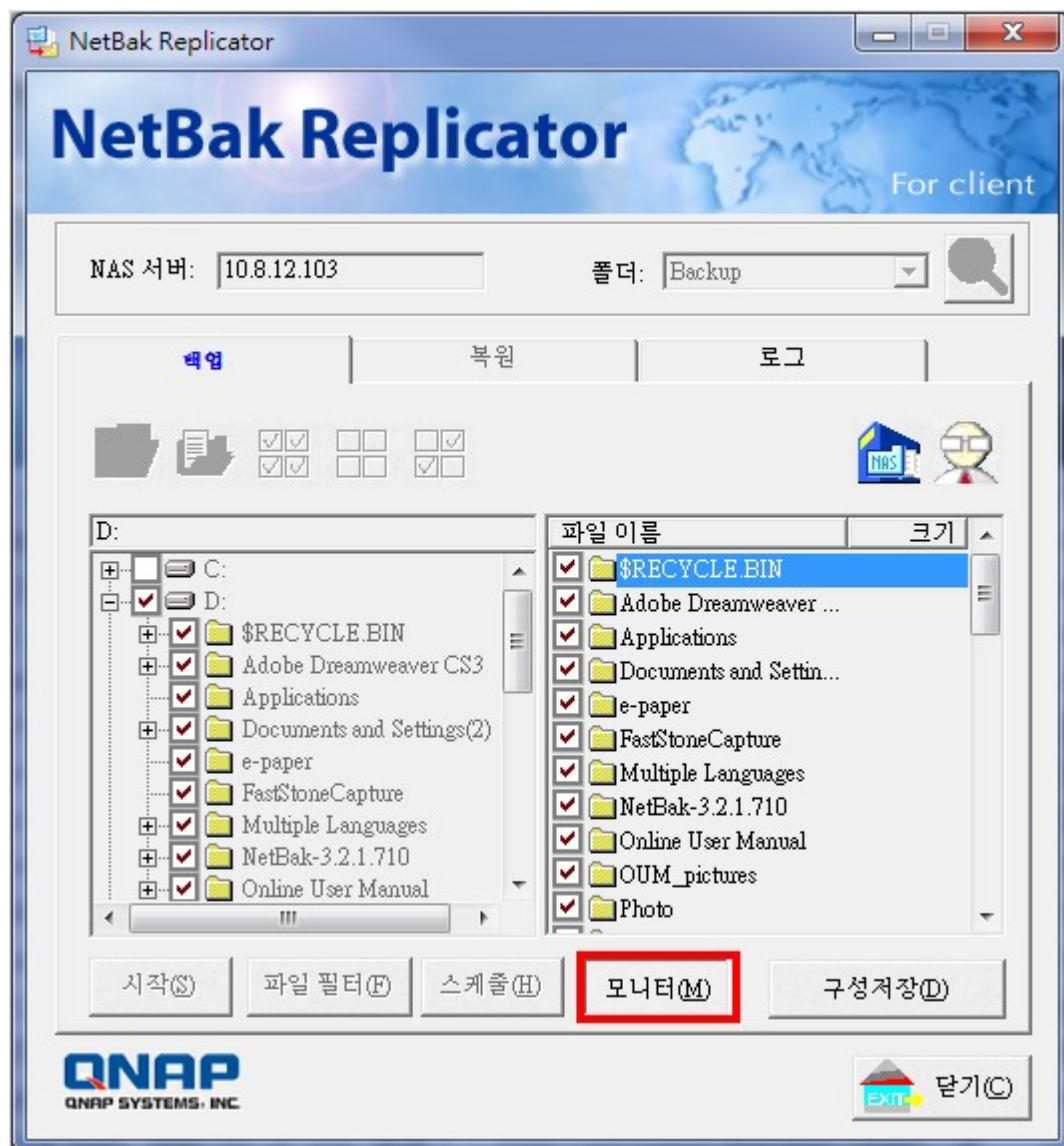 NetBak Replicator
NetBak Replicator
For client
NAS 서버: 10.8.12.103 폴더: Backup
백업 복원 로그
NAS
D:
C:
D:
$RECYCLE.BIN
Adobe Dreamweaver CS3
Applications
Documents and Settings(2)
e-paper
FastStoneCapture
Multiple Languages
NetBak-3.2.1.710
Online User Manual
파일 이름 크기
$RECYCLE.BIN
Adobe Dreamweaver ...
Applications
Documents and Settin...
e-paper
FastStoneCapture
Multiple Languages
NetBak-3.2.1.710
Online User Manual
OUM_pictures
Photo
시작(S) 파일 필터(F) 스케줄(H) 모니터(M) 구성저장(D)
QNAP
QNAP SYSTEMS, INC.
EXIT 닫기(C)